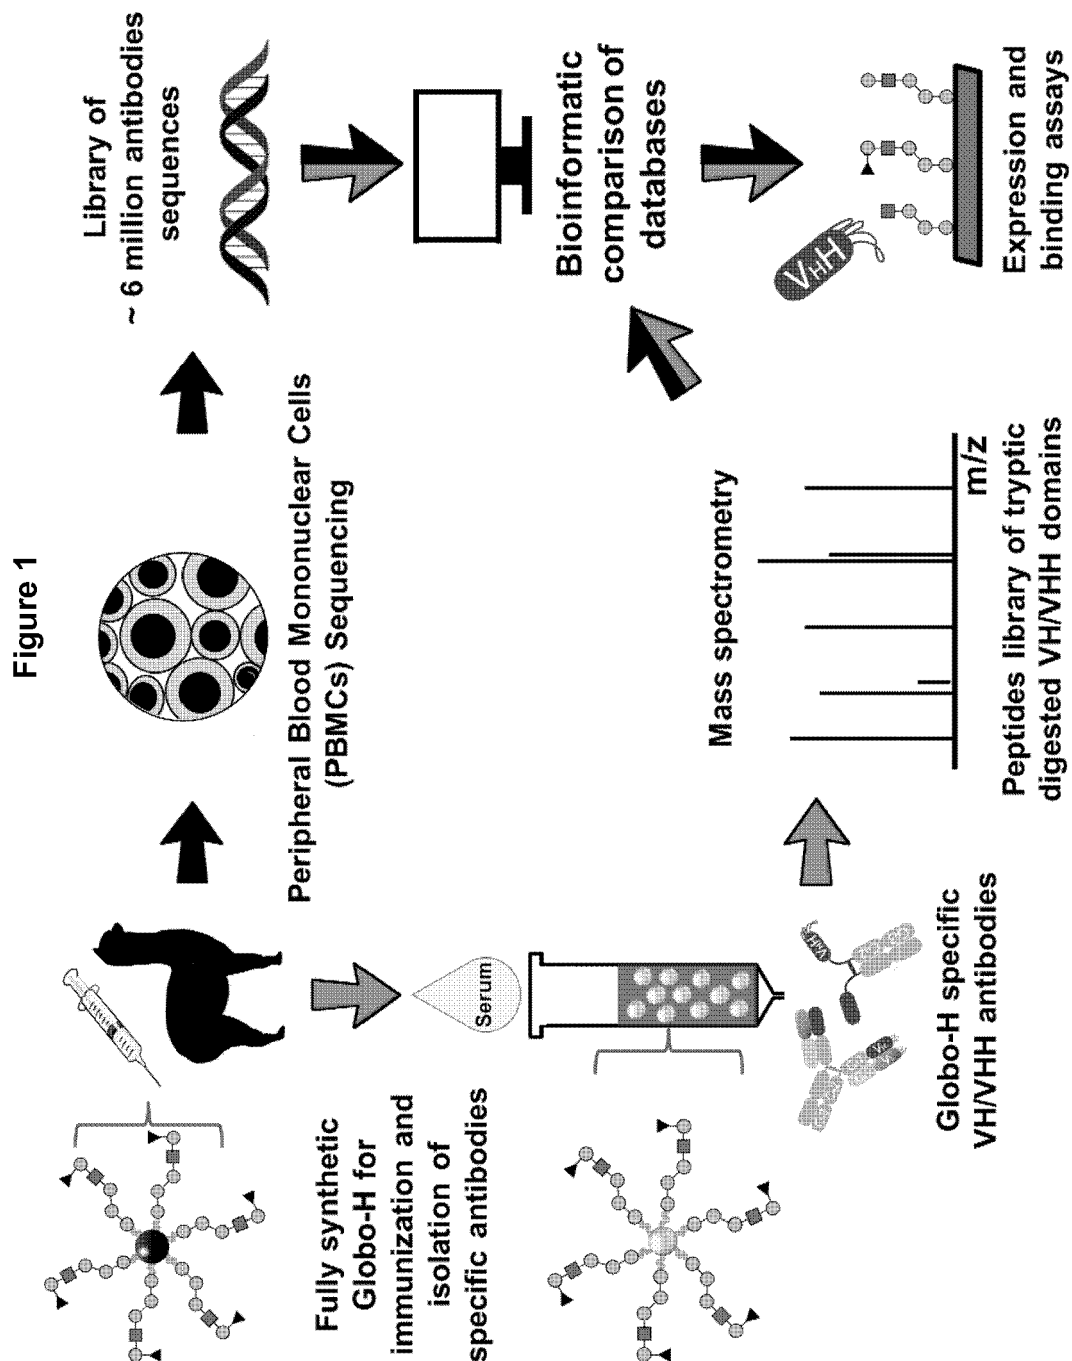 Figure 1
Fully synthetic
Globo-H for
immunization and
isolation of
specific antibodies
Serum
Peripheral Blood Mononuclear Cells
(PBMCs) Sequencing
Library of
~ 6 million antibodies
sequences
Globo-H specific
VH/VHH antibodies
Mass spectrometry
m/z
Peptides library of tryptic
digested VH/VHH domains
Bioinformatic
comparison of
databases
VHH
Expression and
binding assays